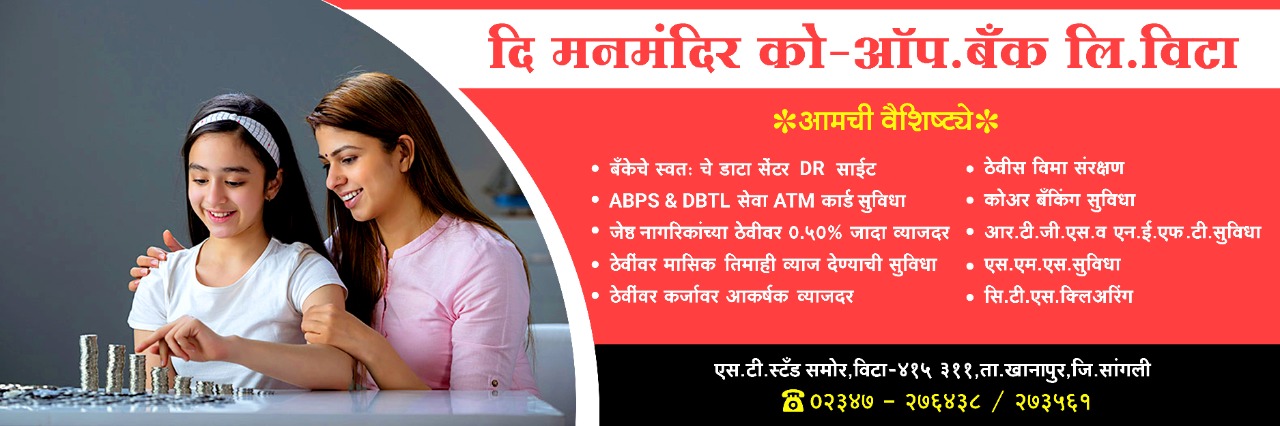 दि मनमंदिर को-ऑप.बँक लि.विटा
✻आमची वैशिष्ट्ये✻
• बँकेचे स्वतः चे डाटा सेंटर DR साईट
• ABPS & DBTL सेवा ATM कार्ड सुविधा
• जेष्ठ नागरिकांच्या ठेवीवर ०.५०% जादा व्याजदर
• ठेवींवर मासिक तिमाही व्याज देण्याची सुविधा
• ठेवींवर कर्जावर आकर्षक व्याजदर
• ठेवीस विमा संरक्षण
• कोअर बँकिंग सुविधा
• आर.टी.जी.एस.व एन.ई.एफ.टी.सुविधा
• एस.एम.एस.सुविधा
• सि.टी.एस.क्लिअरिंग
एस.टी.स्टँड समोर,विटा-४१५ ३११,ता.खानापुर,जि.सांगली
☎०२३४७ – २७६४३८ / २७३५६१